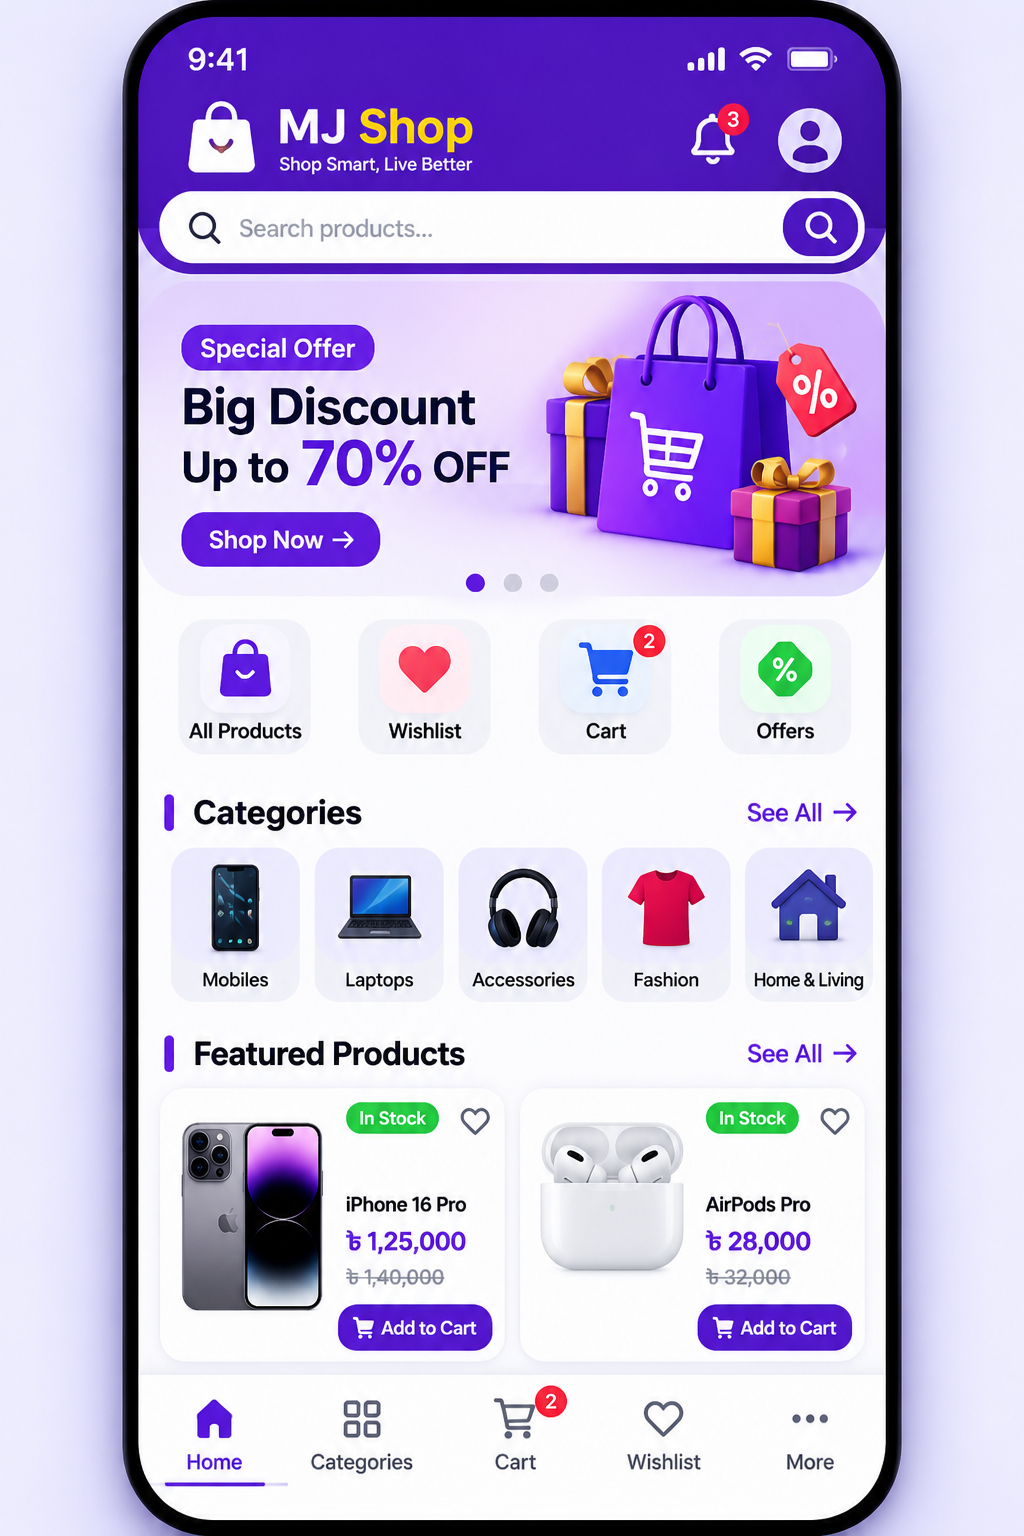 9:41
MJ Shop
3
Shop Smart, Live Better
Search products...
Special Offer
%
Big Discount
Up to 70% OFF
Shop Now →
2
%
All Products
Wishlist
Cart
Offers
Categories
See All →
Mobiles
Laptops
Accessories
Fashion
Home & Living
Featured Products
See All →
In Stock
iPhone 16 Pro
৳ 1,25,000
৳ 1,40,000
Add to Cart
In Stock
AirPods Pro
৳ 28,000
৳ 32,000
Add to Cart
2
Home
Categories
Cart
Wishlist
More